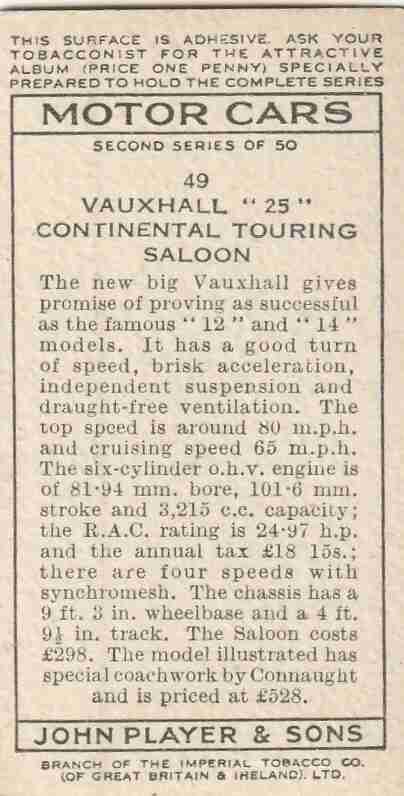 THIS SURFACE IS ADHESIVE. ASK YOUR
TOBACCONIST FOR THE ATTRACTIVE
ALBUM (PRICE ONE PENNY) SPECIALLY
PREPARED TO HOLD THE COMPLETE SERIES
MOTOR CARS
SECOND SERIES OF 50
49
VAUXHALL "25"
CONTINENTAL TOURING
SALOON
The new big Vauxhall gives
promise of proving as successful
as the famous "12" and "14"
models. It has a good turn
of speed, brisk acceleration,
independent suspension and
draught-free ventilation. The
top speed is around 80 m.p.h.
and cruising speed 65 m.p.h.
The six-cylinder o.h.v. engine is
of 81·94 mm. bore, 101·6 mm.
stroke and 3,215 c.c. capacity;
the R.A.C. rating is 24·97 h.p.
and the annual tax £18 15s.;
there are four speeds with
synchromesh. The chassis has a
9 ft. 3 in. wheelbase and a 4 ft.
9½ in. track. The Saloon costs
£298. The model illustrated has
special coachwork by Connaught
and is priced at £528.
JOHN PLAYER & SONS
BRANCH OF THE IMPERIAL TOBACCO CO.
(OF GREAT BRITAIN & IRELAND), LTD.